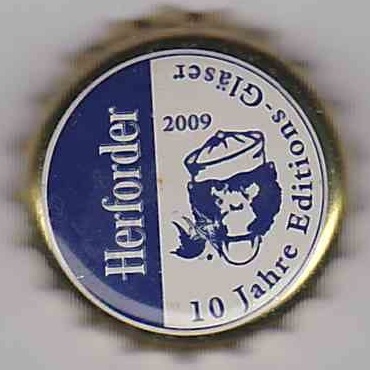 Herforder
2009
10 Jahre Editions-Gläser